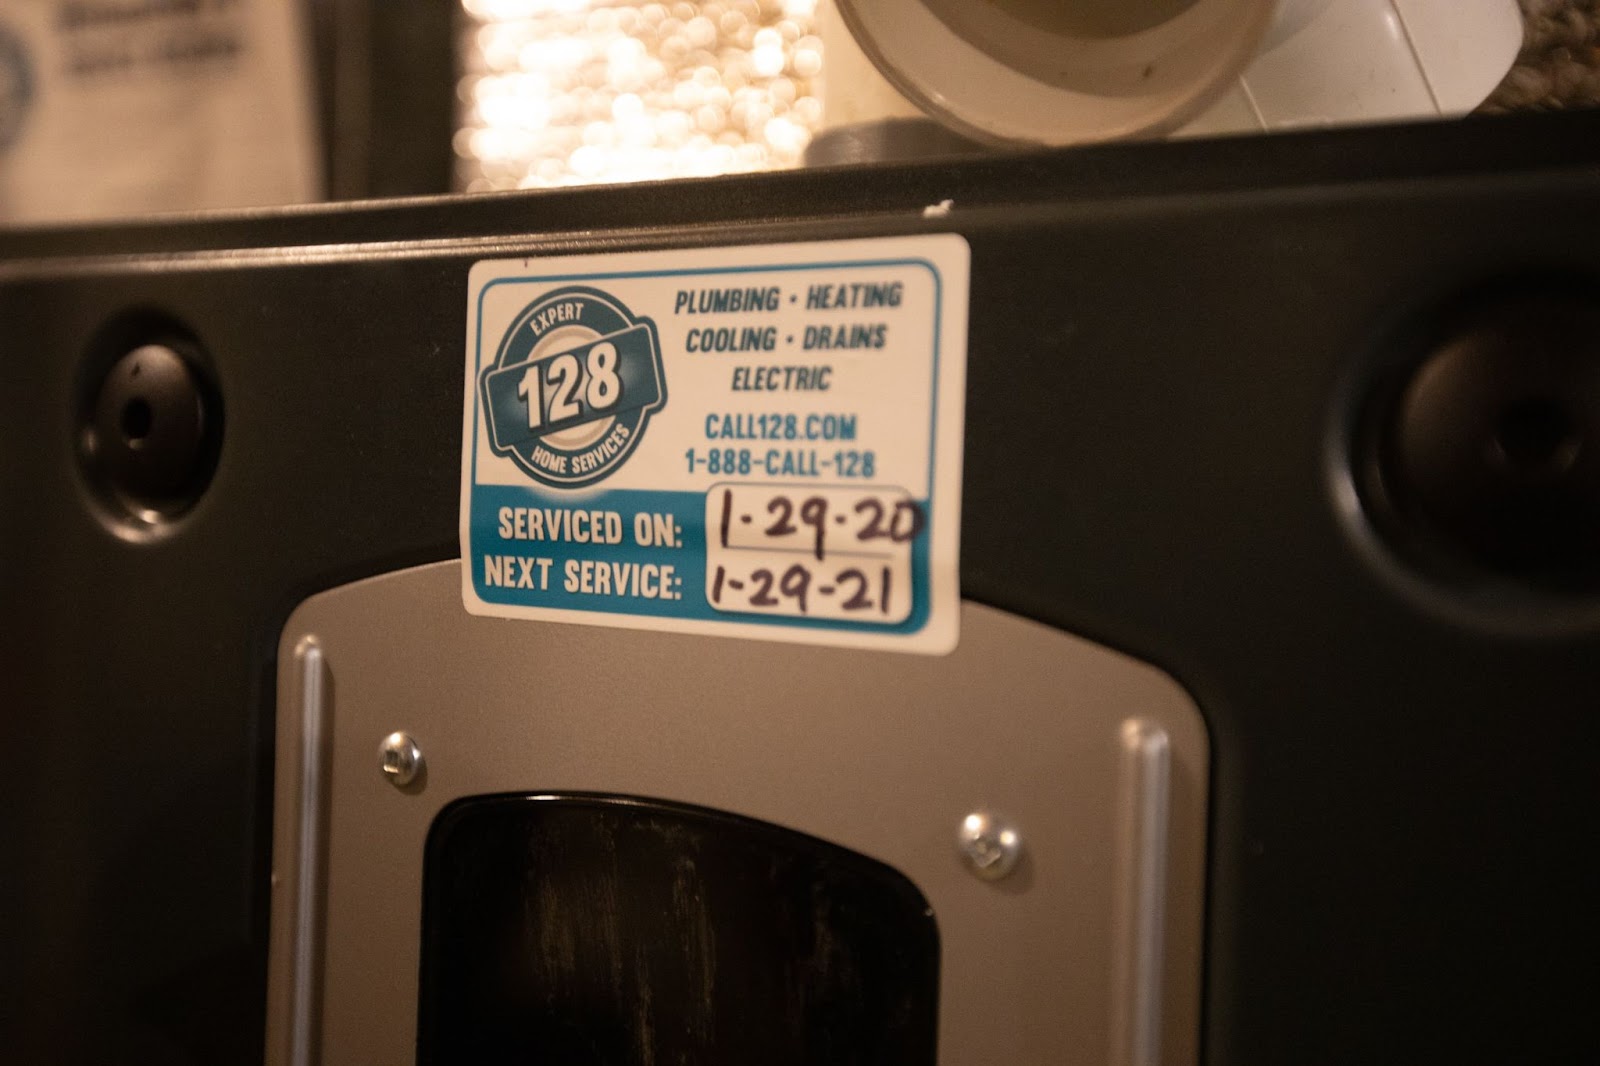 EXPERT
128
HOME SERVICES
PLUMBING • HEATING
COOLING • DRAINS
ELECTRIC
CALL128.COM
1-888-CALL-128
SERVICED ON: 1-29-20
NEXT SERVICE: 1-29-21